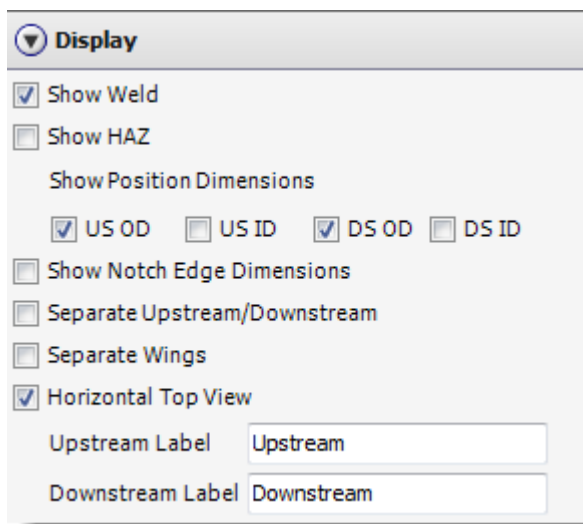 Display
Show Weld
Show HAZ
Show Position Dimensions
US OD US ID DS OD DS ID
Show Notch Edge Dimensions
Separate Upstream/Downstream
Separate Wings
Horizontal Top View
Upstream Label Upstream
Downstream Label Downstream